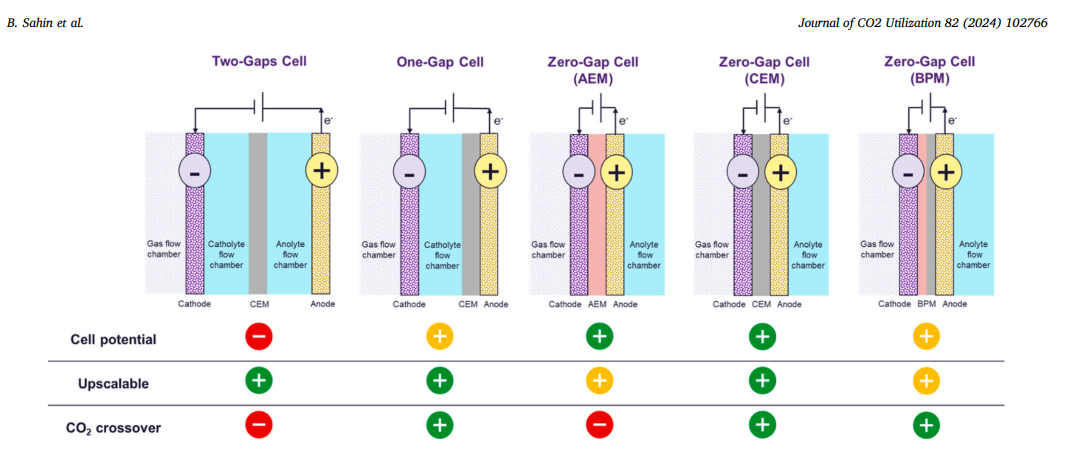 B. Sahin et al.
Journal of CO2 Utilization 82 (2024) 102766
Two-Gaps Cell
One-Gap Cell
Zero-Gap Cell
(AEM)
Zero-Gap Cell
(CEM)
Zero-Gap Cell
(BPM)
e-
e-
e-
e-
e-
-
+
-
+
-
+
-
+
-
+
Gas flow
chamber
Catholyte
flow
chamber
Anolyte
flow
chamber
Gas flow
chamber
Catholyte
flow
chamber
Gas flow
chamber
Anolyte
flow
chamber
Gas flow
chamber
Anolyte
flow
chamber
Gas flow
chamber
Anolyte
flow
chamber
Cathode CEM Anode
Cathode CEM Anode
Cathode AEM Anode
Cathode CEM Anode
Cathode BPM Anode
Cell potential − + + + +
Upscalable + + + + +
CO₂ crossover − + − + +